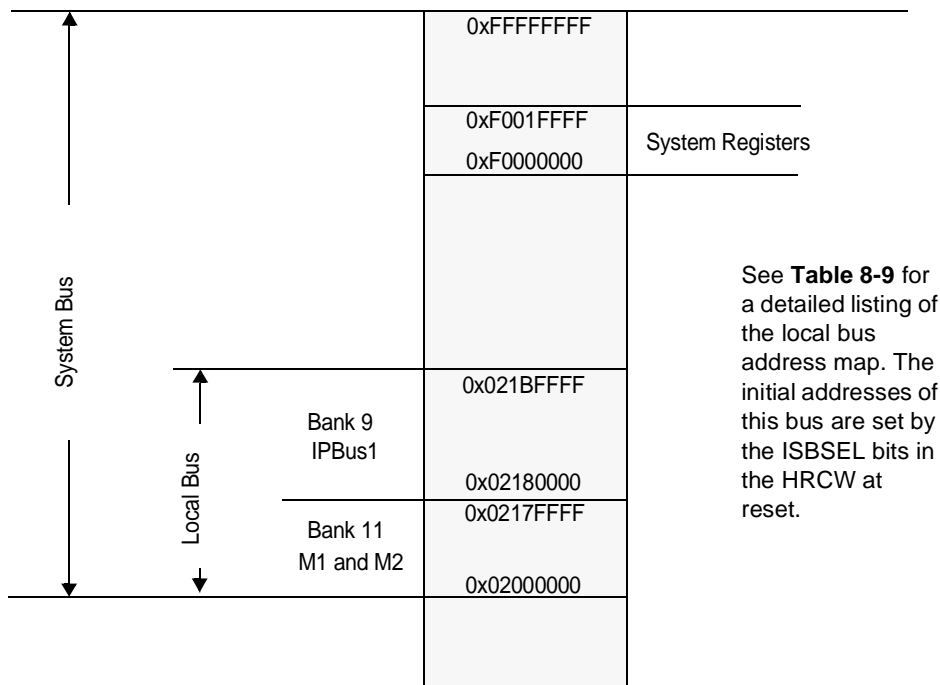 0xFFFFFFFF
0xF001FFFF
System Registers
0xF0000000
System Bus
See Table 8-9 for
a detailed listing of
the local bus
address map. The
initial addresses of
this bus are set by
the ISBSEL bits in
the HRCW at
reset.
Local Bus
0x021BFFFF
Bank 9
IPBus1
0x02180000
0x0217FFFF
Bank 11
M1 and M2
0x02000000